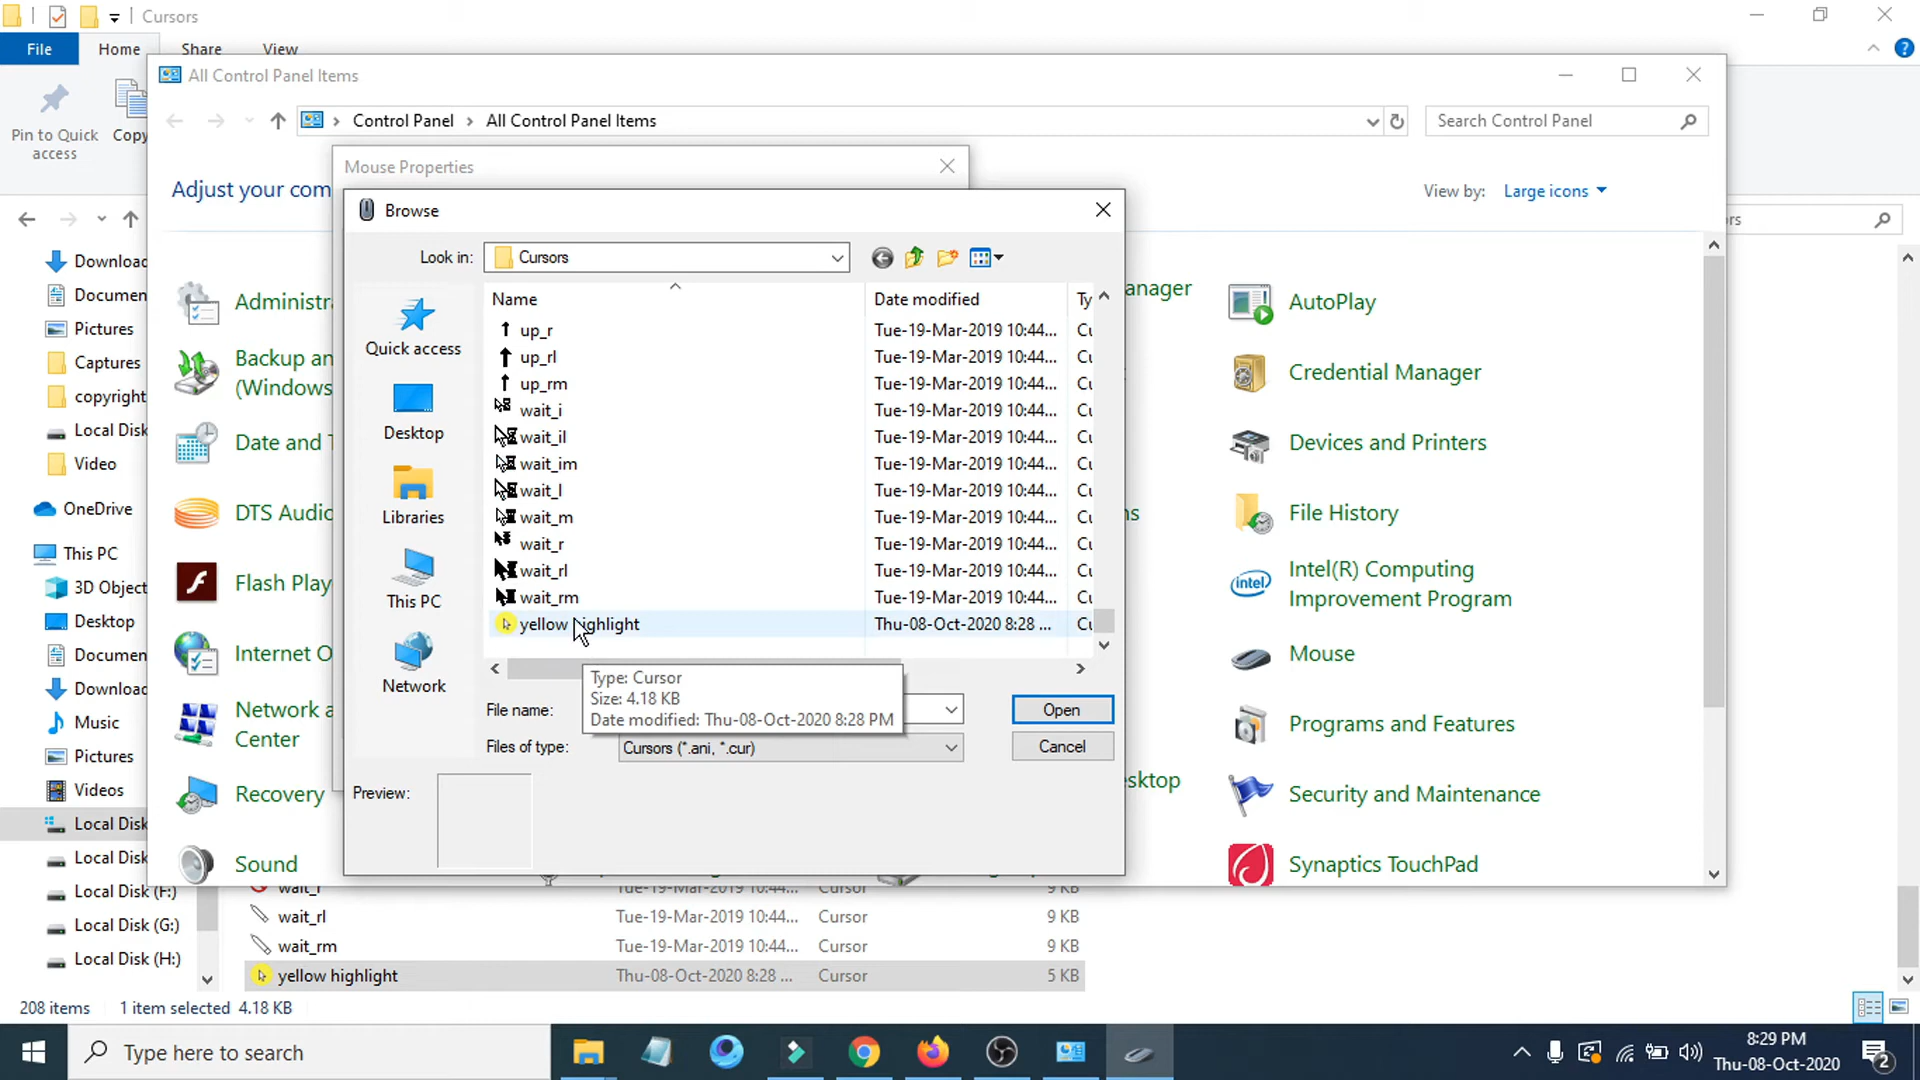 Cursors
File
Home
Share
View
Pin to Quick
access
Copy
All Control Panel Items
Control Panel
All Control Panel Items
Search Control Panel
Adjust your com
View by:
Large icons
Mouse Properties
Browse
Look in:
Cursors
Quick access
Desktop
Libraries
This PC
Network
Name
Date modified
Ty
up_r
Tue-19-Mar-2019 10:44...
Cu
up_rl
Tue-19-Mar-2019 10:44...
Cu
up_rm
Tue-19-Mar-2019 10:44...
Cu
wait_i
Tue-19-Mar-2019 10:44...
Cu
wait_il
Tue-19-Mar-2019 10:44...
Cu
wait_im
Tue-19-Mar-2019 10:44...
Cu
wait_l
Tue-19-Mar-2019 10:44...
Cu
wait_m
Tue-19-Mar-2019 10:44...
Cu
wait_r
Tue-19-Mar-2019 10:44...
Cu
wait_rl
Tue-19-Mar-2019 10:44...
Cu
wait_rm
Tue-19-Mar-2019 10:44...
Cu
yellow highlight
Thu-08-Oct-2020 8:28 ...
Cu
Type: Cursor
Size: 4.18 KB
Date modified: Thu-08-Oct-2020 8:28 PM
File name:
Open
Files of type:
Cursors (*.ani, *.cur)
Cancel
Preview:
Downloac
Documen
Pictures
Captures
copyright
Local Disk
Video
OneDrive
This PC
3D Object
Desktop
Documen
Downloac
Music
Pictures
Videos
Local Disk
Local Disk
Local Disk (F:)
Local Disk (G:)
Local Disk (H:)
Administra
Backup an
(Windows
Date and T
DTS Audio
Flash Play
Internet O
Network a
Center
Recovery
Sound
anager
ms
esktop
AutoPlay
Credential Manager
Devices and Printers
File History
Intel(R) Computing
Improvement Program
Mouse
Programs and Features
Security and Maintenance
Synaptics TouchPad
rs
wait_r
Tue-19-Mar-2019 10:44...
Cursor
9 KB
wait_rl
Tue-19-Mar-2019 10:44...
Cursor
9 KB
wait_rm
Tue-19-Mar-2019 10:44...
Cursor
9 KB
yellow highlight
Thu-08-Oct-2020 8:28 ...
Cursor
5 KB
208 items
1 item selected 4.18 KB
Type here to search
8:29 PM
Thu-08-Oct-2020
2